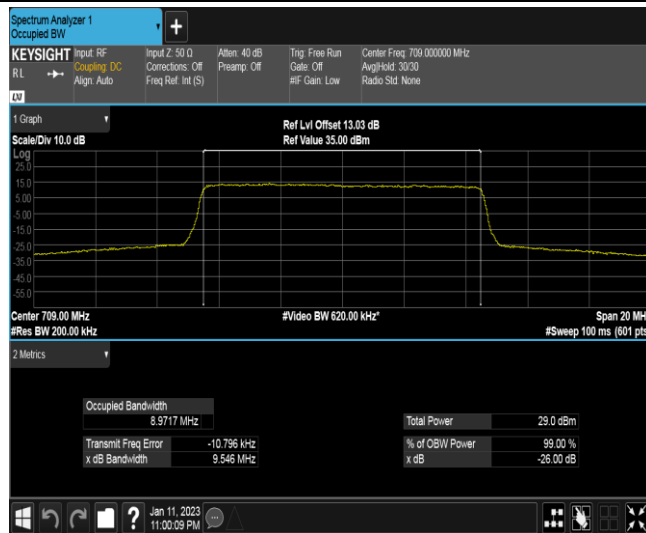 Spectrum Analyzer 1
Occupied BW
+
KEYSIGHT Input: RF Input Z: 50 Ω Atten: 40 dB Trig: Free Run Center Freq: 709.000000 MHz
RL Coupling: DC Corrections: Off Preamp: Off Gate: Off Avg|Hold: 30/30
Align: Auto Freq Ref: Int (S) #IF Gain: Low Radio Std: None
LXI
1 Graph
Ref Lvl Offset 13.03 dB
Scale/Div 10.0 dB Ref Value 35.00 dBm
Log
25.0
15.0
5.00
-5.00
-15.0
-25.0
-35.0
-45.0
-55.0
Center 709.00 MHz #Video BW 620.00 kHz* Span 20 MH
#Res BW 200.00 kHz #Sweep 100 ms (601 pts
2 Metrics
Occupied Bandwidth
8.9717 MHz Total Power 29.0 dBm
Transmit Freq Error -10.796 kHz % of OBW Power 99.00 %
x dB Bandwidth 9.546 MHz x dB -26.00 dB
? Jan 11, 2023
11:00:09 PM